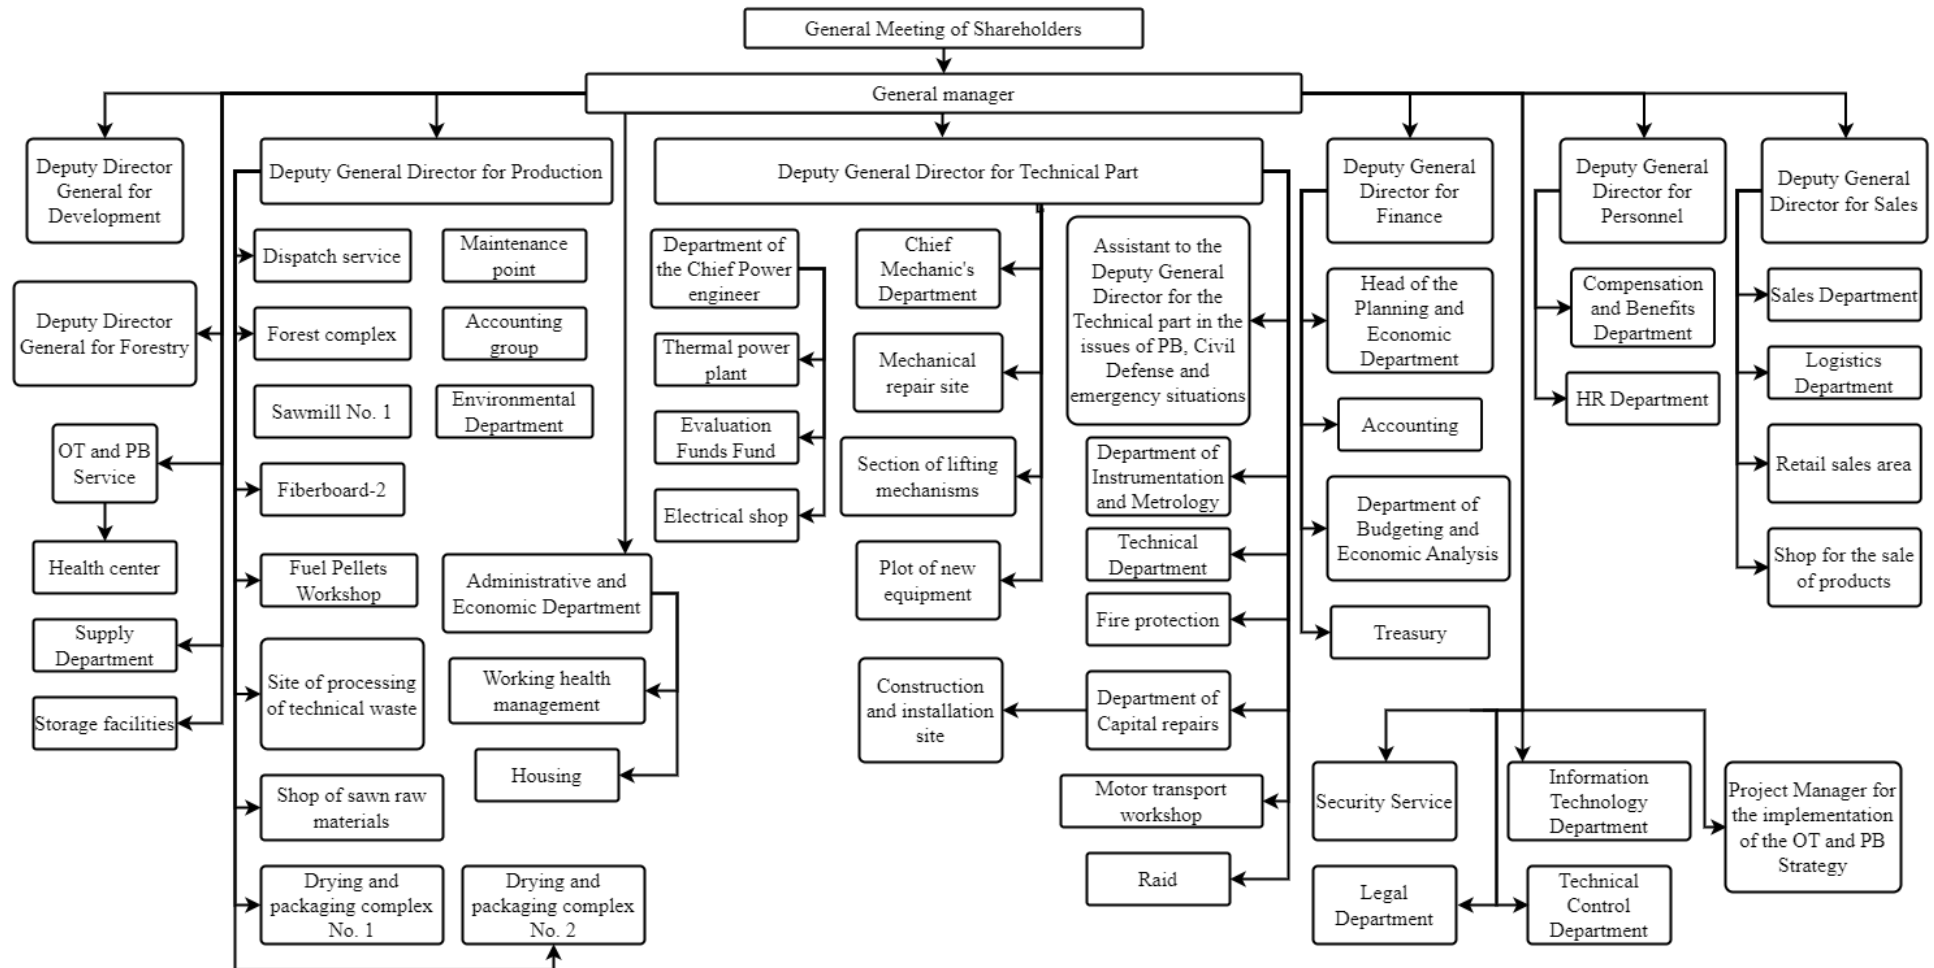 General Meeting of Shareholders
General manager
Deputy Director
General for
Development
Deputy General Director for Production
Deputy General Director for Technical Part
Deputy General
Director for
Finance
Deputy General
Director for
Personnel
Deputy General
Director for Sales
Deputy Director
General for Forestry
OT and PB
Service
Health center
Supply
Department
Storage facilities
Dispatch service
Forest complex
Sawmill No. 1
Fiberboard-2
Fuel Pellets
Workshop
Site of processing
of technical waste
Shop of sawn raw
materials
Drying and
packaging complex
No. 1
Maintenance
point
Accounting
group
Environmental
Department
Administrative and
Economic Department
Working health
management
Housing
Drying and
packaging complex
No. 2
Department of
the Chief Power
engineer
Thermal power
plant
Evaluation
Funds Fund
Electrical shop
Chief
Mechanic's
Department
Mechanical
repair site
Section of lifting
mechanisms
Plot of new
equipment
Construction
and installation
site
Assistant to the
Deputy General
Director for the
Technical part in the
issues of PB, Civil
Defense and
emergency situations
Department of
Instrumentation
and Metrology
Technical
Department
Fire protection
Department of
Capital repairs
Motor transport
workshop
Raid
Head of the
Planning and
Economic
Department
Accounting
Department of
Budgeting and
Economic Analysis
Treasury
Compensation
and Benefits
Department
HR Department
Sales Department
Logistics
Department
Retail sales area
Shop for the sale
of products
Security Service
Information
Technology
Department
Project Manager for
the implementation
of the OT and PB
Strategy
Legal
Department
Technical
Control
Department